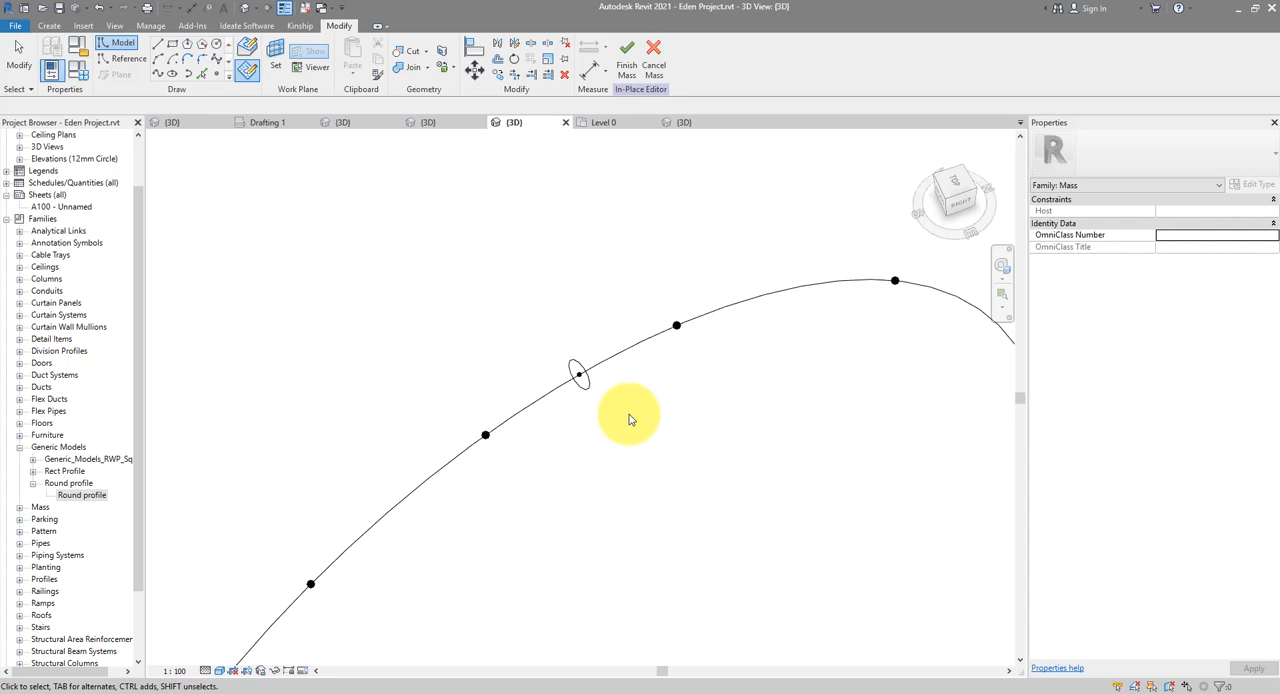 Autodesk Revit 2021 - Eden Project.rvt - 3D View: {3D}
Sign In
File Create Insert View Manage Add-Ins Ideate Software Kinship Modify
Modify
Select
Properties
Model
Reference
Plane
Draw
Set
Show
Viewer
Work Plane
Paste
Clipboard
Cut
Join
Geometry
Modify
Measure
Finish Mass
Cancel Mass
In-Place Editor
Project Browser - Eden Project.rvt
{3D}
Drafting 1
{3D}
{3D}
{3D}
Level 0
{3D}
Properties
Ceiling Plans
3D Views
Elevations (12mm Circle)
Legends
Schedules/Quantities (all)
Sheets (all)
A100 - Unnamed
Families
Analytical Links
Annotation Symbols
Cable Trays
Ceilings
Columns
Conduits
Curtain Panels
Curtain Systems
Curtain Wall Mullions
Detail Items
Division Profiles
Doors
Duct Systems
Ducts
Flex Ducts
Flex Pipes
Floors
Furniture
Generic Models
Generic_Models_RWP_Sq
Rect Profile
Round profile
Round profile
Mass
Parking
Pattern
Pipes
Piping Systems
Planting
Profiles
Railings
Ramps
Roofs
Stairs
Structural Area Reinforcemer
Structural Beam Systems
Structural Columns
TOP
RIGHT
R
Family: Mass
Edit Type
Constraints
Host
Identity Data
OmniClass Number
OmniClass Title
1 : 100
Properties help
Apply
Click to select, TAB for alternates, CTRL adds, SHIFT unselects.
:0